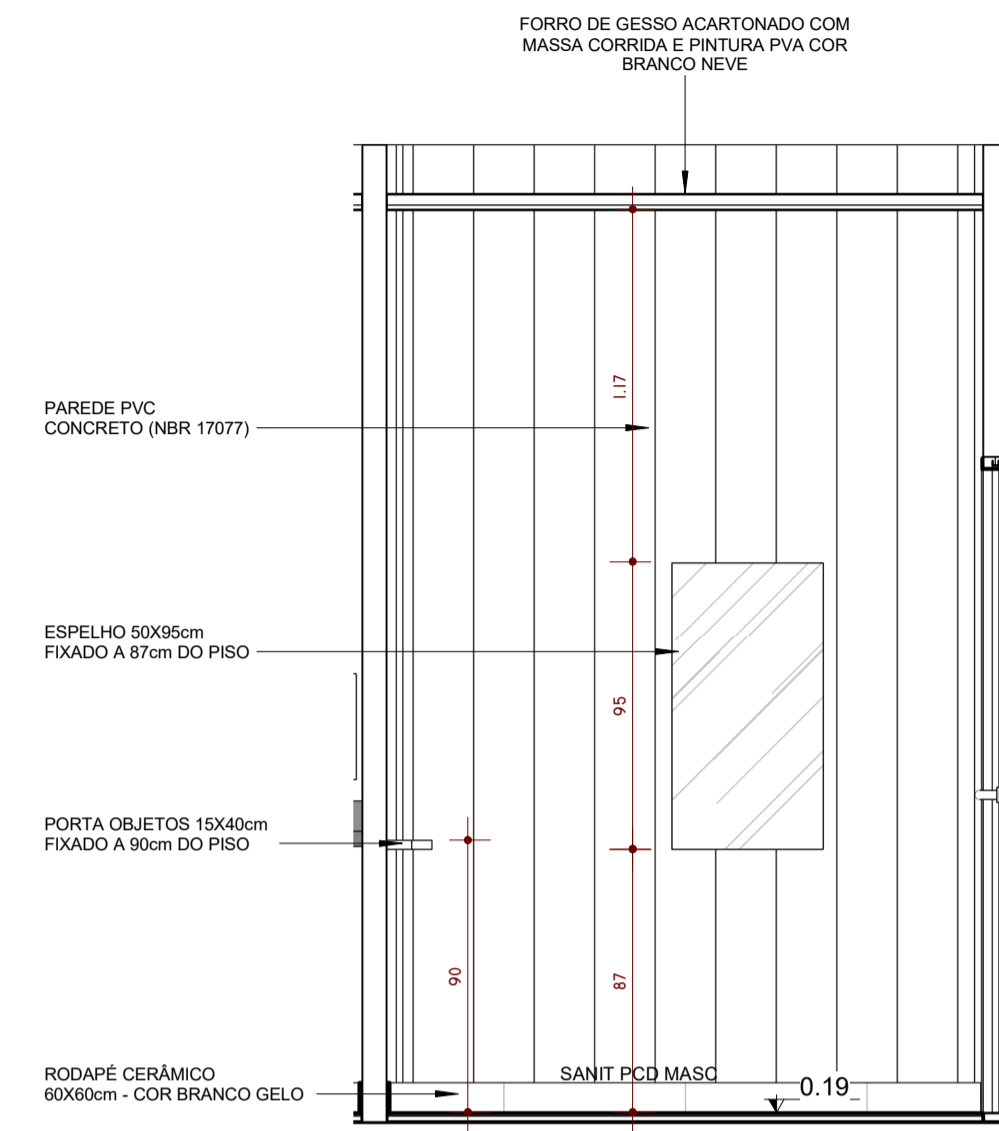 FORRO DE GESSO ACARTONADO COM
MASSA CORRIDA E PINTURA PVA COR
BRANCO NEVE
1.17
PAREDE PVC
CONCRETO (NBR 17077)
ESPELHO 50X95cm
FIXADO A 87cm DO PISO
95
PORTA OBJETOS 15X40cm
FIXADO A 90cm DO PISO
90
87
RODAPÉ CERÂMICO
60X60cm - COR BRANCO GELO
SANIT PCD MASC
0.19